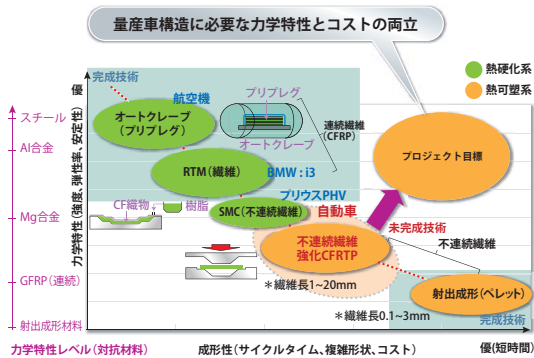 量産車構造に必要な力学特性とコストの両立
熱硬化系
熱可塑系
完成技術
優
航空機
プリプレグ
オートクレーブ
(プリプレグ)
オートクレーブ
連続繊維
(CFRP)
スチール
Al合金
Mg合金
GFRP(連続)
射出成形材料
力学特性(強度、弾性率、安定性)
RTM(繊維)
BMW:i3
プリウスPHV
CF織物
樹脂
SMC(不連続繊維)
自動車
プロジェクト目標
未完成技術
不連続繊維
強化CFRTP
不連続繊維
*繊維長1~20mm
射出成形(ペレット)
*繊維長0.1~3mm
完成技術
力学特性レベル(対抗材料)
成形性(サイクルタイム、複雑形状、コスト)
優(短時間)